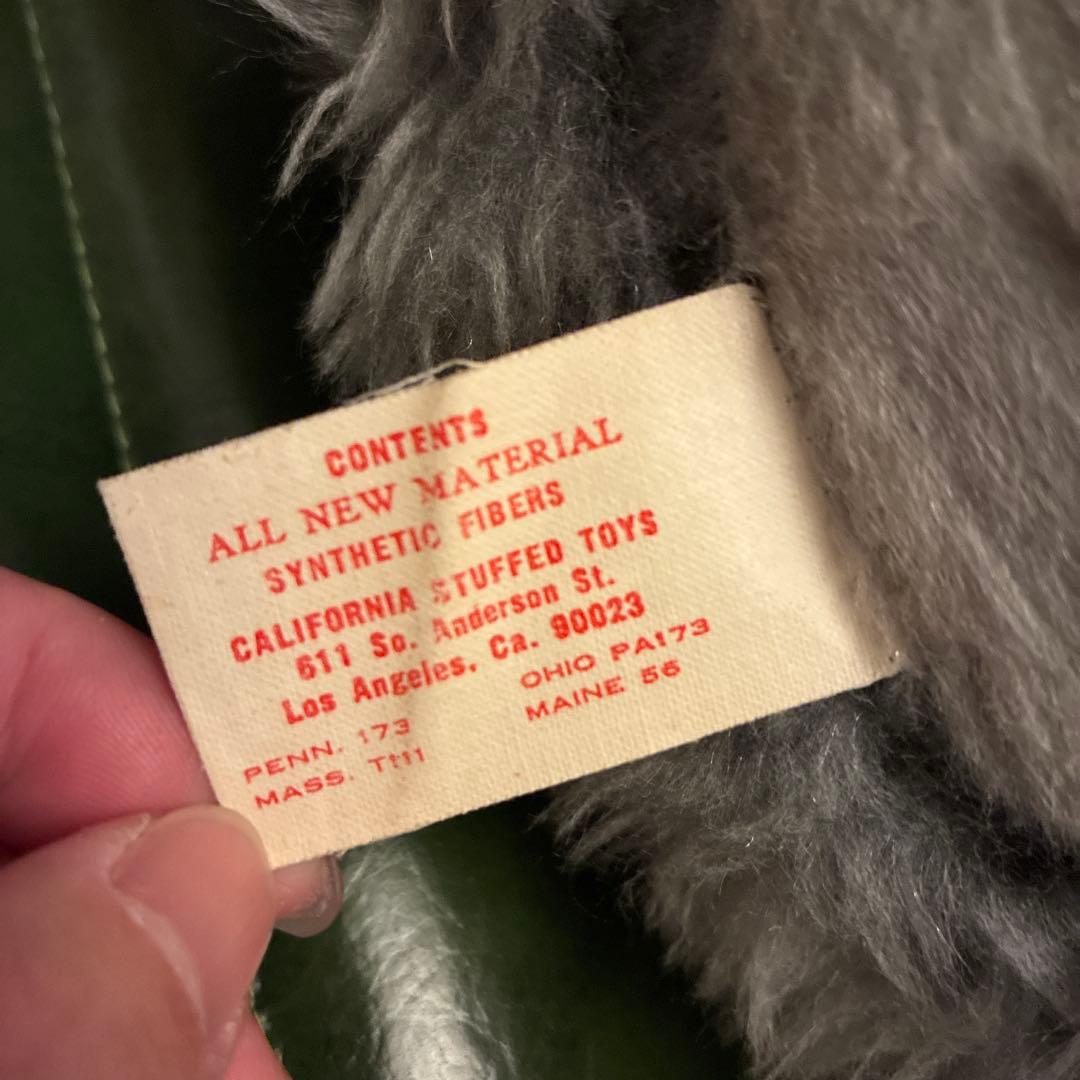 CONTENTS
ALL NEW MATERIAL
SYNTHETIC FIBERS
CALIFORNIA STUFFED TOYS
611 So. Anderson St.
Los Angeles, Ca. 90023
PENN. 173 OHIO PA173
MASS. T111 MAINE 56